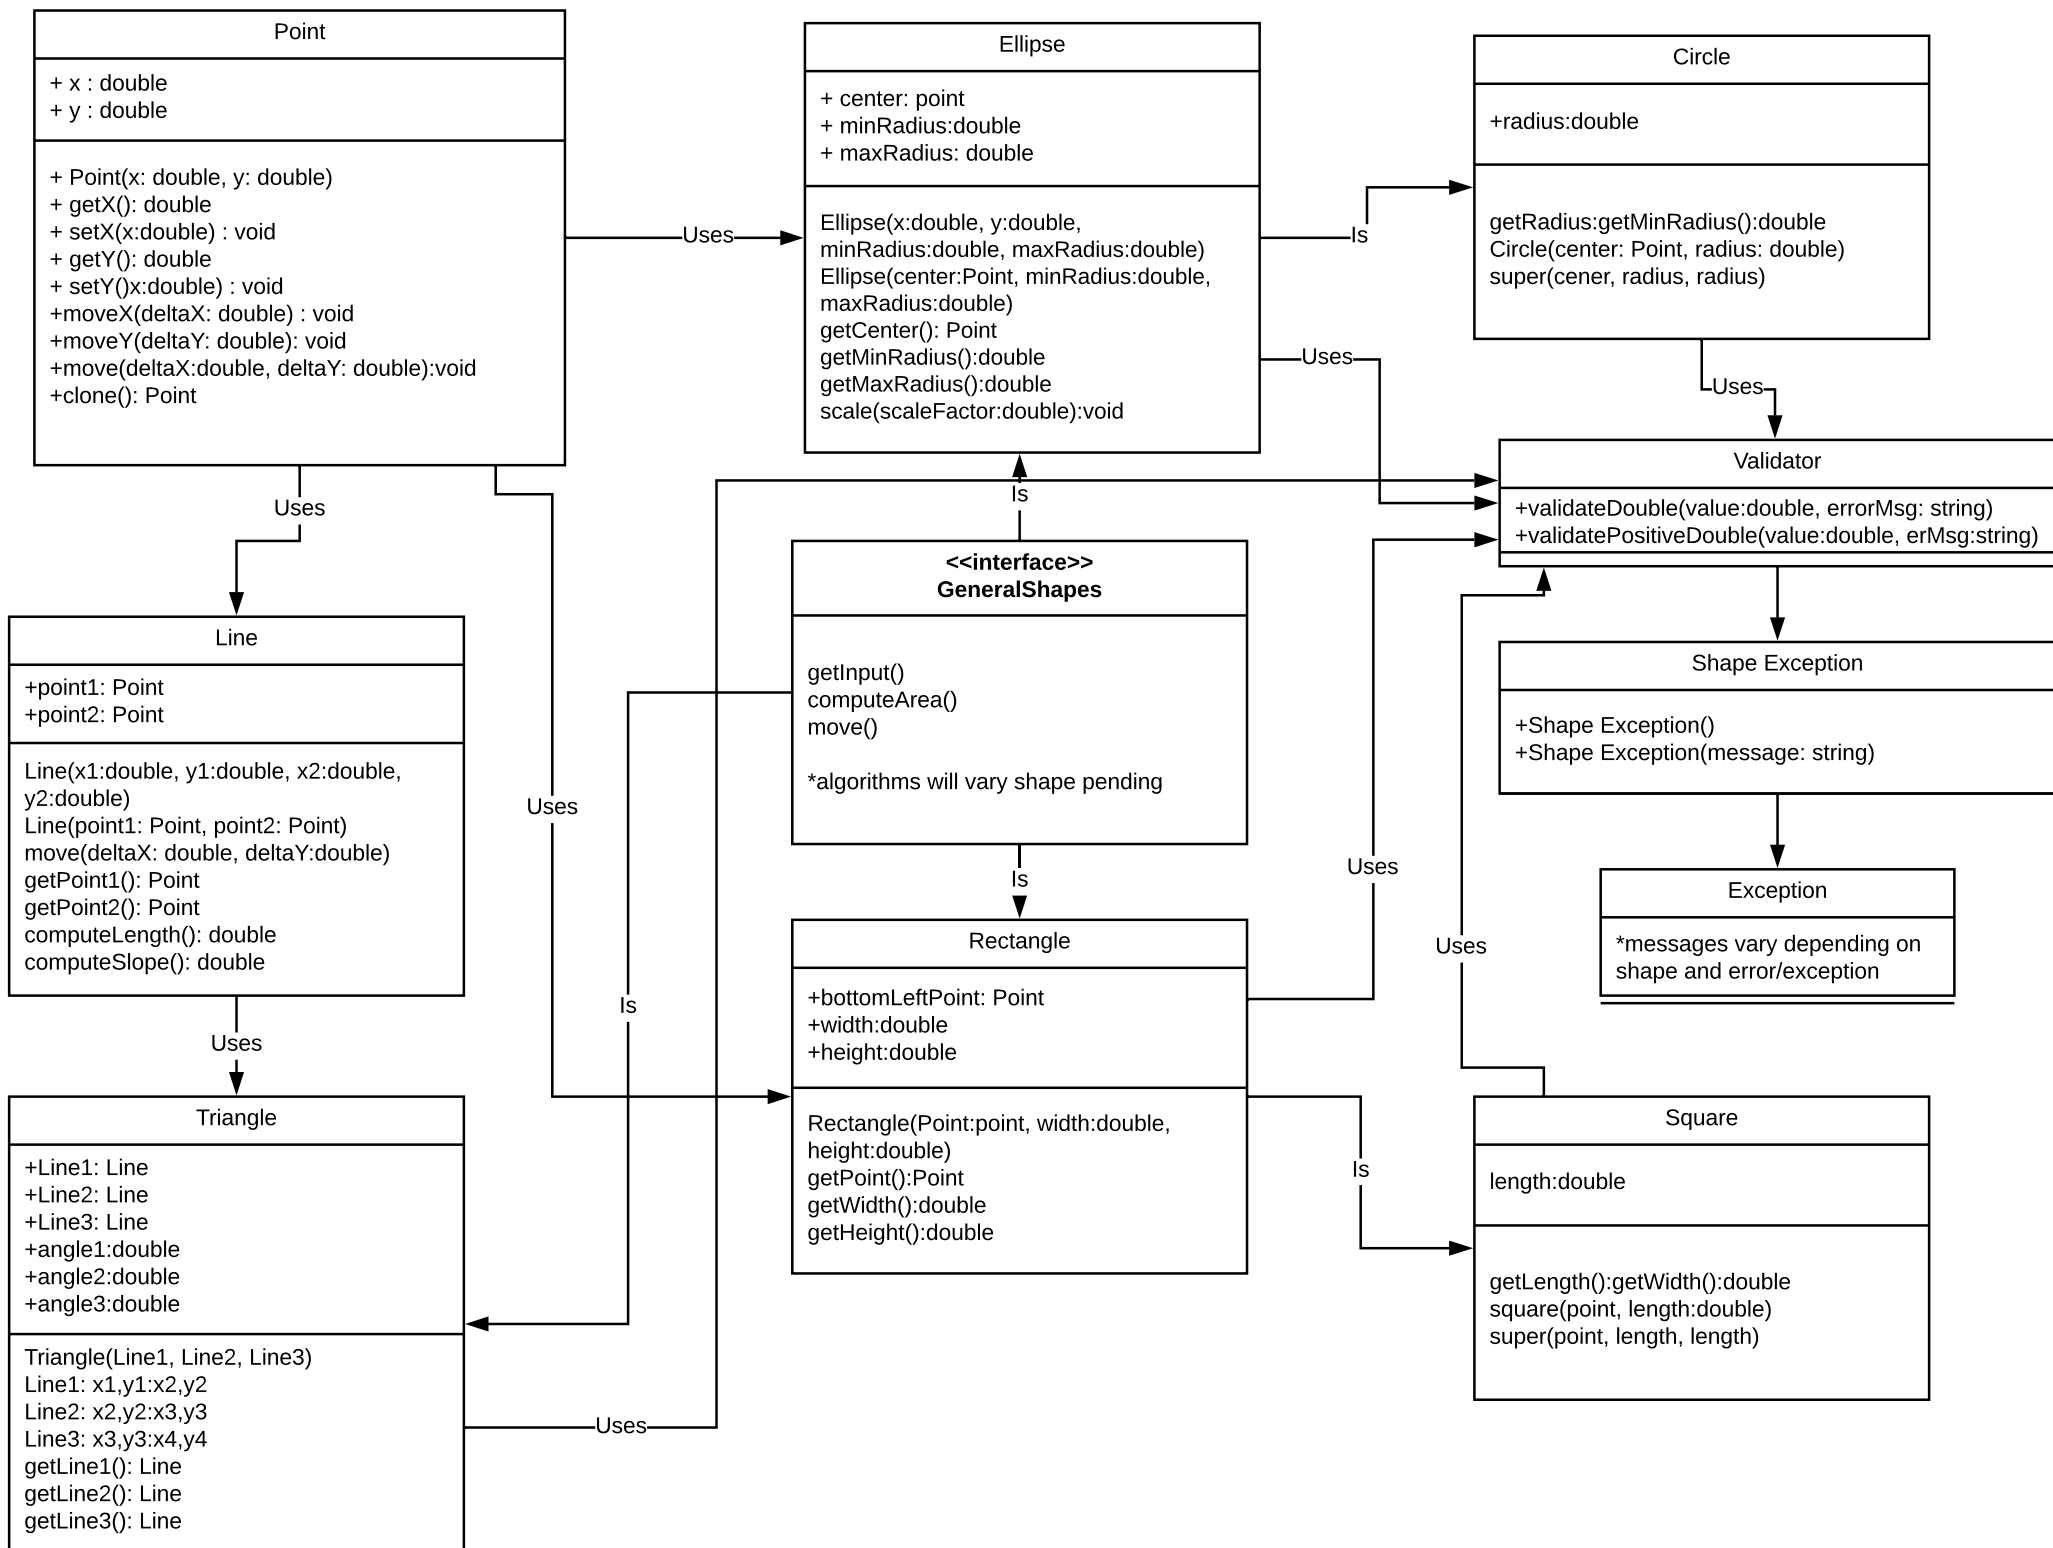 Point
+ x : double
+ y : double
+ Point(x: double, y: double)
+ getX(): double
+ setX(x:double) : void
+ getY(): double
+ setY()x:double) : void
+moveX(deltaX: double) : void
+moveY(deltaY: double): void
+move(deltaX:double, deltaY: double):void
+clone(): Point
Uses
Ellipse
+ center: point
+ minRadius:double
+ maxRadius: double
Ellipse(x:double, y:double,
minRadius:double, maxRadius:double)
Ellipse(center:Point, minRadius:double,
maxRadius:double)
getCenter(): Point
getMinRadius():double
getMaxRadius():double
scale(scaleFactor:double):void
Is
Uses
Circle
+radius:double
getRadius:getMinRadius():double
Circle(center: Point, radius: double)
super(cener, radius, radius)
Uses
Validator
+validateDouble(value:double, errorMsg: string)
+validatePositiveDouble(value:double, erMsg:string)
Uses
Is
<<interface>>
GeneralShapes
getInput()
computeArea()
move()
*algorithms will vary shape pending
Line
+point1: Point
+point2: Point
Line(x1:double, y1:double, x2:double,
y2:double)
Line(point1: Point, point2: Point)
move(deltaX: double, deltaY:double)
getPoint1(): Point
getPoint2(): Point
computeLength(): double
computeSlope(): double
Uses
Shape Exception
+Shape Exception()
+Shape Exception(message: string)
Is
Uses
Exception
*messages vary depending on
shape and error/exception
Rectangle
+bottomLeftPoint: Point
+width:double
+height:double
Rectangle(Point:point, width:double,
height:double)
getPoint():Point
getWidth():double
getHeight():double
Uses
Is
Uses
Is
Triangle
+Line1: Line
+Line2: Line
+Line3: Line
+angle1:double
+angle2:double
+angle3:double
Triangle(Line1, Line2, Line3)
Line1: x1,y1:x2,y2
Line2: x2,y2:x3,y3
Line3: x3,y3:x4,y4
getLine1(): Line
getLine2(): Line
getLine3(): Line
Uses
Square
length:double
getLength():getWidth():double
square(point, length:double)
super(point, length, length)